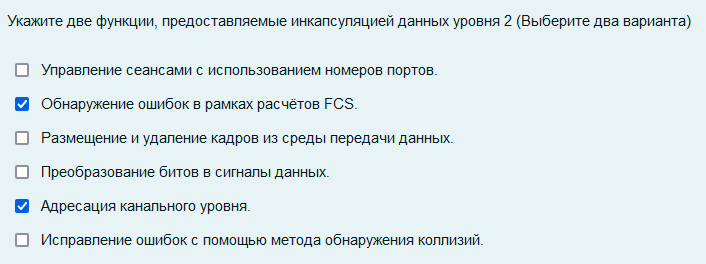 Укажите две функции, предоставляемые инкапсуляцией данных уровня 2 (Выберите два варианта)
Управление сеансами с использованием номеров портов.
Обнаружение ошибок в рамках расчётов FCS.
Размещение и удаление кадров из среды передачи данных.
Преобразование битов в сигналы данных.
Адресация канального уровня.
Исправление ошибок с помощью метода обнаружения коллизий.